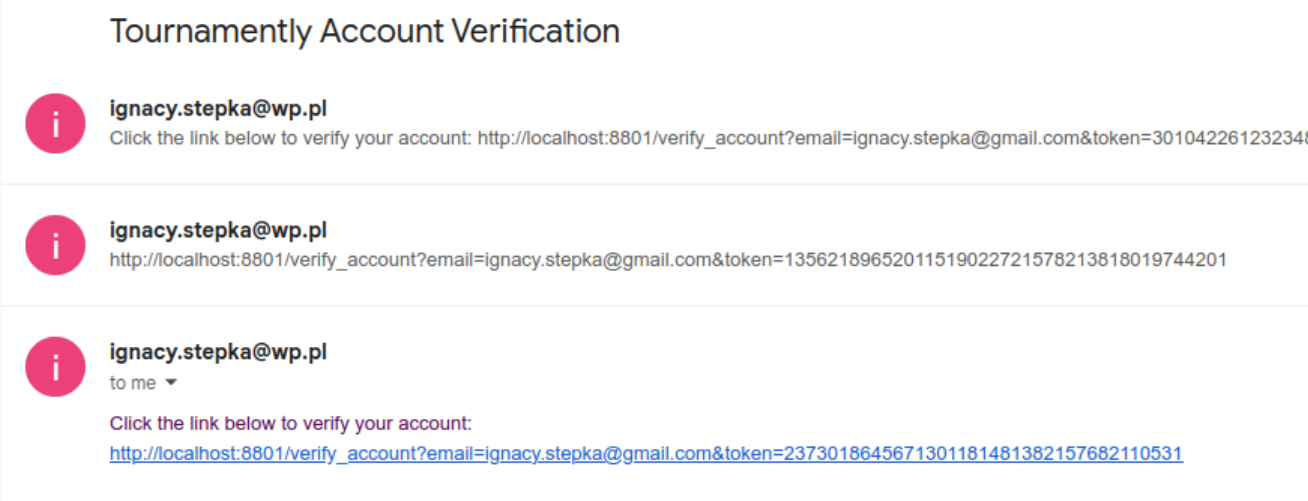 Tournamently Account Verification
i
ignacy.stepka@wp.pl
Click the link below to verify your account: http://localhost:8801/verify_account?email=ignacy.stepka@gmail.com&token=301042261232348
i
ignacy.stepka@wp.pl
http://localhost:8801/verify_account?email=ignacy.stepka@gmail.com&token=13562189652011519022721578213818019744201
i
ignacy.stepka@wp.pl
to me
Click the link below to verify your account:
http://localhost:8801/verify_account?email=ignacy.stepka@gmail.com&token=237301864567130118148138215768211053​1